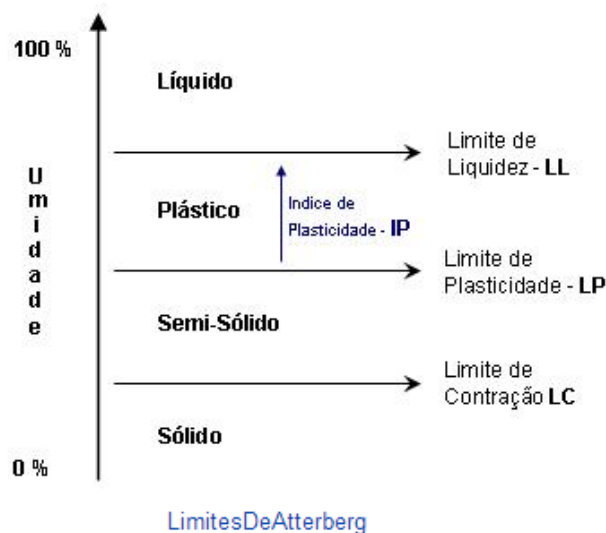 100 %
Líquido
Limite de
Liquidez - LL
Umidade
Plástico
Indice de
Plasticidade - IP
Limite de
Plasticidade - LP
Semi-Sólido
Limite de
Contração LC
Sólido
0 %
LimitesDeAtterberg